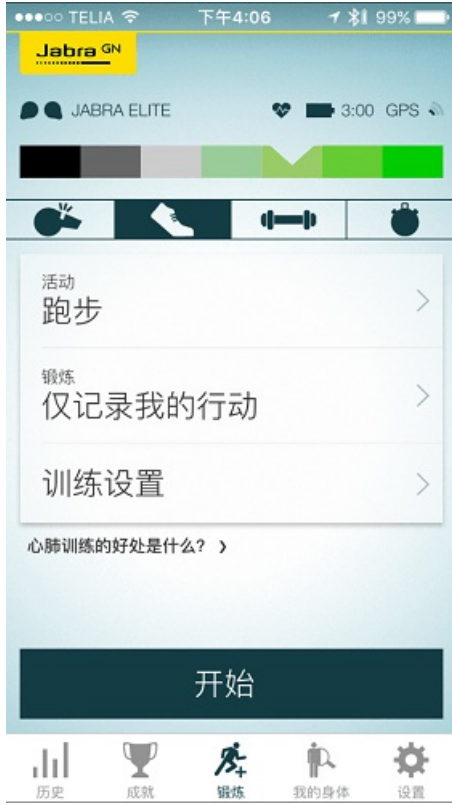 TELIA 下午4:06 99%
Jabra GN
JABRA ELITE 3:00 GPS
活动
跑步
锻炼
仅记录我的行动
训练设置
心肺训练的好处是什么?
开始
历史 成就 锻炼 我的身体 设置